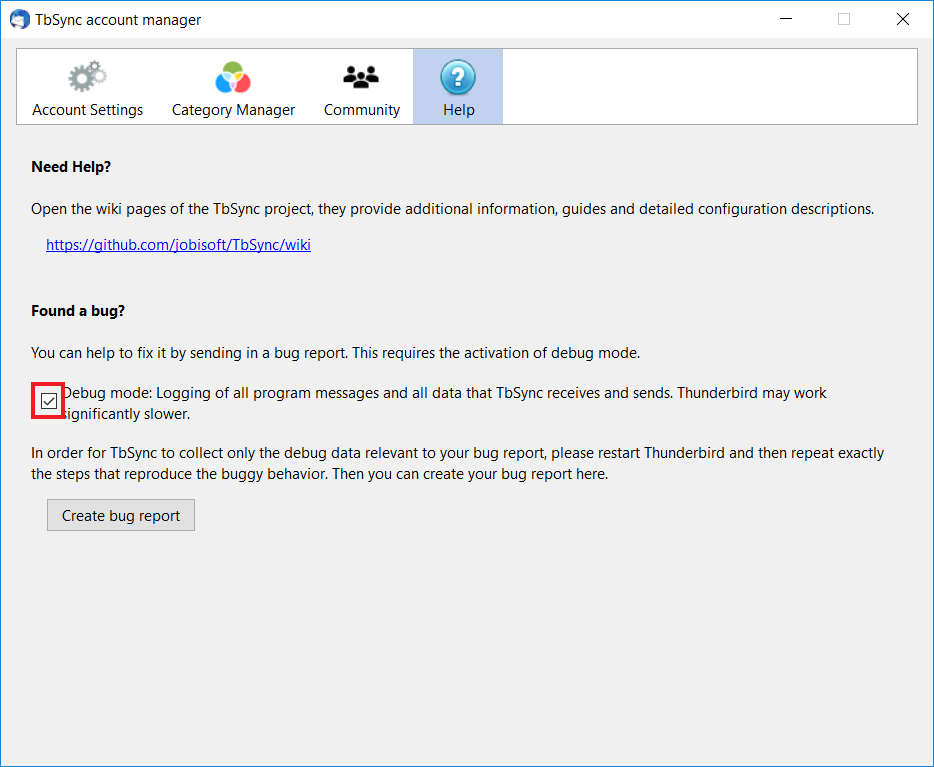 TbSync account manager
Account Settings
Category Manager
Community
Help
Need Help?
Open the wiki pages of the TbSync project, they provide additional information, guides and detailed configuration descriptions.
https://github.com/jobisoft/TbSync/wiki
Found a bug?
You can help to fix it by sending in a bug report. This requires the activation of debug mode.
Debug mode: Logging of all program messages and all data that TbSync receives and sends. Thunderbird may work
significantly slower.
In order for TbSync to collect only the debug data relevant to your bug report, please restart Thunderbird and then repeat exactly
the steps that reproduce the buggy behavior. Then you can create your bug report here.
Create bug report